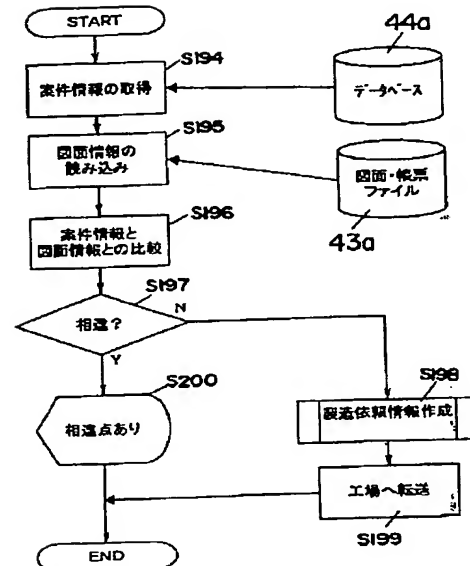 START
S194
44a
案件情報の取得
データベース
S195
図面情報の
読み込み
図面・帳票
ファイル
43a
S196
案件情報と
図面情報との比較
S197
相違?
N
Y
S200
相違点あり
S198
製造依頼情報作成
工場へ転送
S199
END